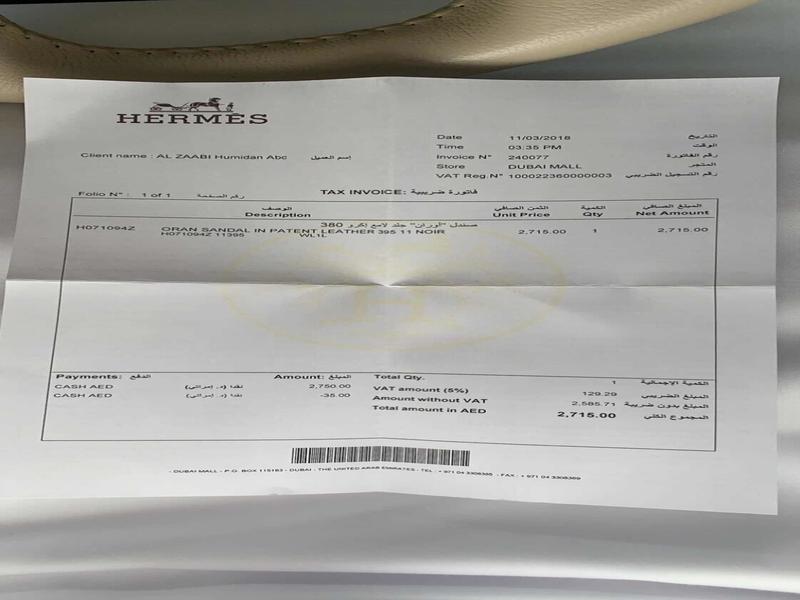 HERMES
Date 11/03/2018 التاريخ
Time 03:35 PM الوقت
Client name : AL ZAABI Humidan Abc اسم العميل
Invoice N° 240077 رقم الفاتورة
Store DUBAI MALL المتجر
VAT Reg.N° 100022360000003 رقم التسجيل الضريبي
Folio N° : 1 of 1 رقم الصفحة
TAX INVOICE: فاتورة ضريبية
الوصف الثمن الصافي الكمية المبلغ الصافي
Description Unit Price Qty Net Amount
صندل "أوران" جلد لامع إكرو 380
H071094Z ORAN SANDAL IN PATENT LEATHER 395 11 NOIR 2,715.00 1 2,715.00
H071094Z 11395 WL1L
Payments: الدفع Amount: المبلغ
CASH AED نقدا (د. إمراتي) 2,750.00
CASH AED نقدا (د. إمراتي) -35.00
Total Qty. 1 الكمية الاجمالية
VAT amount (5%) 129.29 المبلغ الضريبي
Amount without VAT 2,585.71 المبلغ بدون ضريبة
Total amount in AED 2,715.00 المجموع الكلي
- DUBAI MALL - P.O. BOX 115163 - DUBAI - THE UNITED ARAB EMIRATES - TEL : + 971 04 3308385 - FAX : + 971 04 3308389